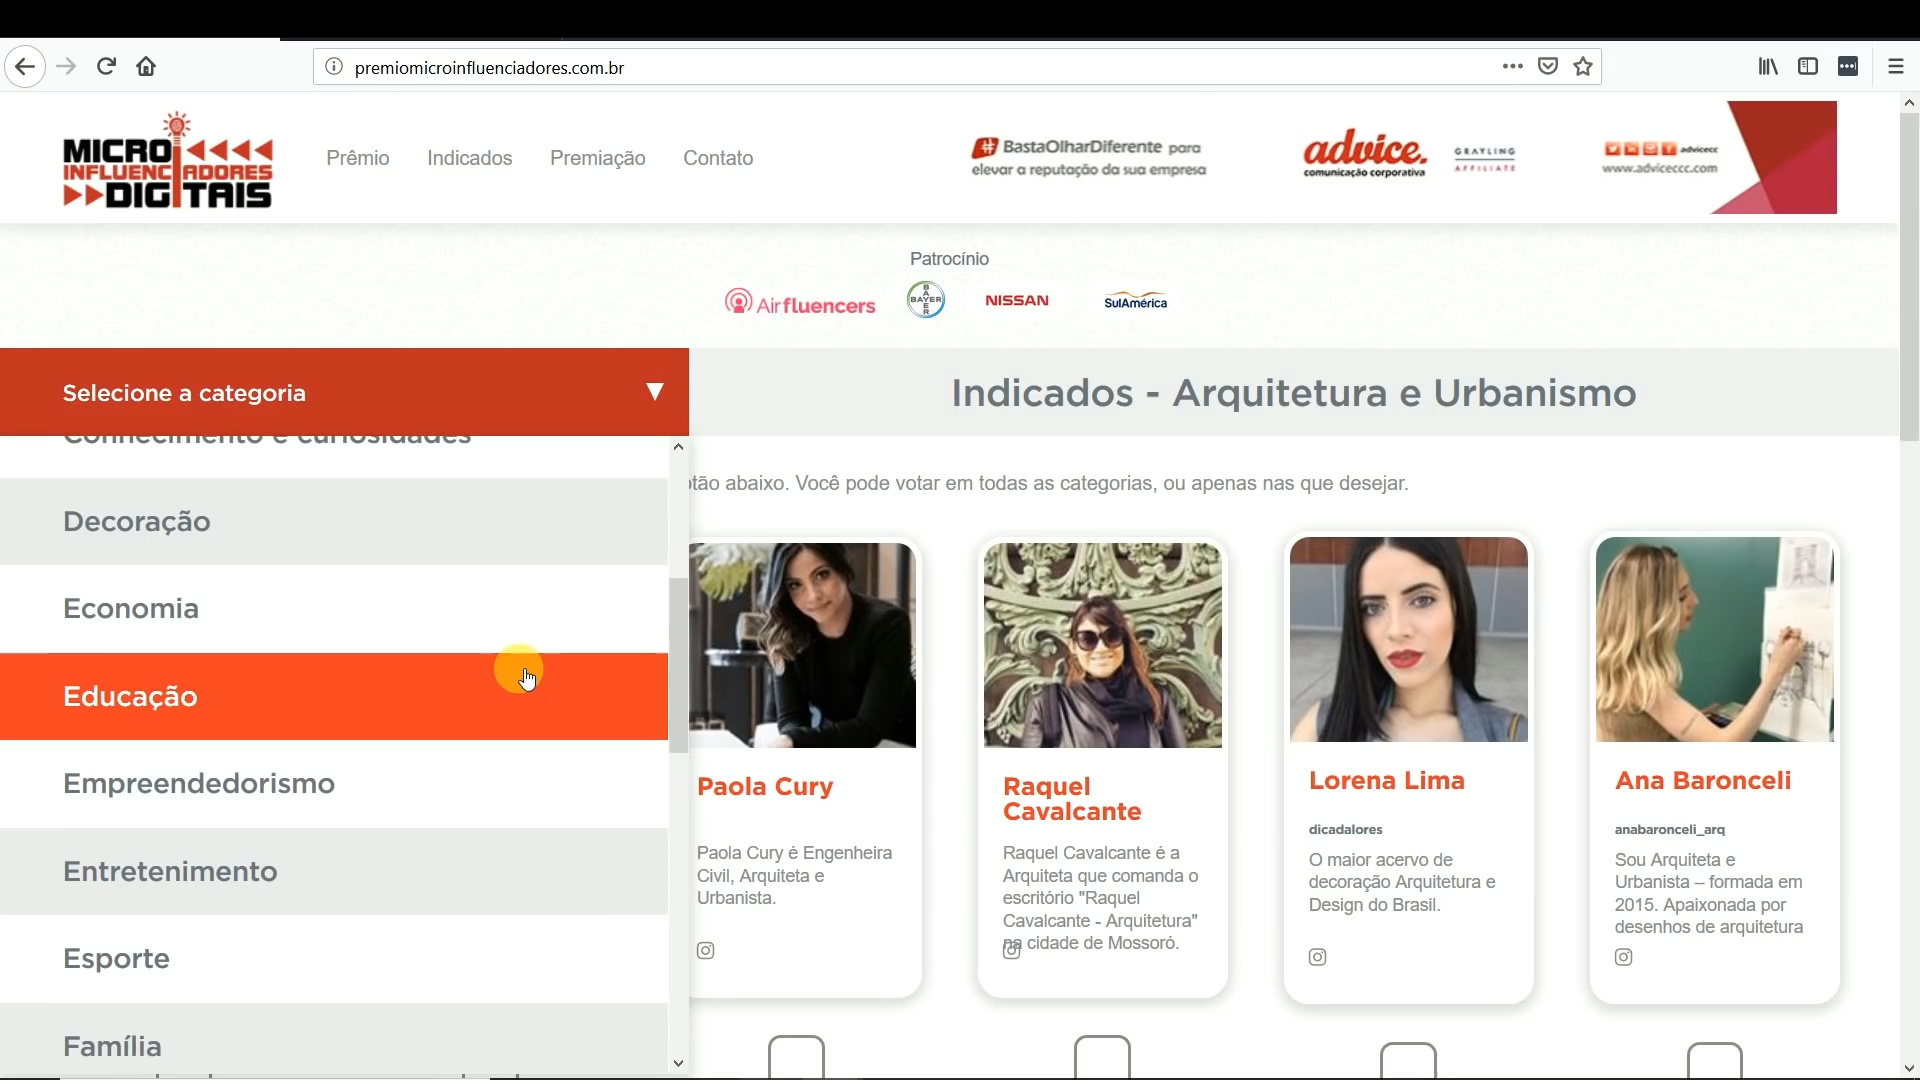 premiomicroinfluenciadores.com.br
MICRO
INFLUENCIADORES
DIGITAIS
Prêmio
Indicados
Premiação
Contato
# BastaOlharDiferente para
elevar a reputação da sua empresa
advice.
comunicação corporativa
GRAYLING
AFFILIATE
advicecc
www.adviceccc.com
Patrocínio
Airfluencers
BAYER
NISSAN
SulAmérica
Selecione a categoria
Indicados - Arquitetura e Urbanismo
Conhecimento e curiosidades
Decoração
Economia
Educação
Empreendedorismo
Entretenimento
Esporte
Família
abaixo. Você pode votar em todas as categorias, ou apenas nas que desejar.
Paola Cury
Paola Cury é Engenheira
Civil, Arquiteta e
Urbanista.
Raquel
Cavalcante
Raquel Cavalcante é a
Arquiteta que comanda o
escritório "Raquel
Cavalcante - Arquitetura"
na cidade de Mossoró.
Lorena Lima
dicadalores
O maior acervo de
decoração Arquitetura e
Design do Brasil.
Ana Baronceli
anabaronceli_arq
Sou Arquiteta e
Urbanista – formada em
2015. Apaixonada por
desenhos de arquitetura